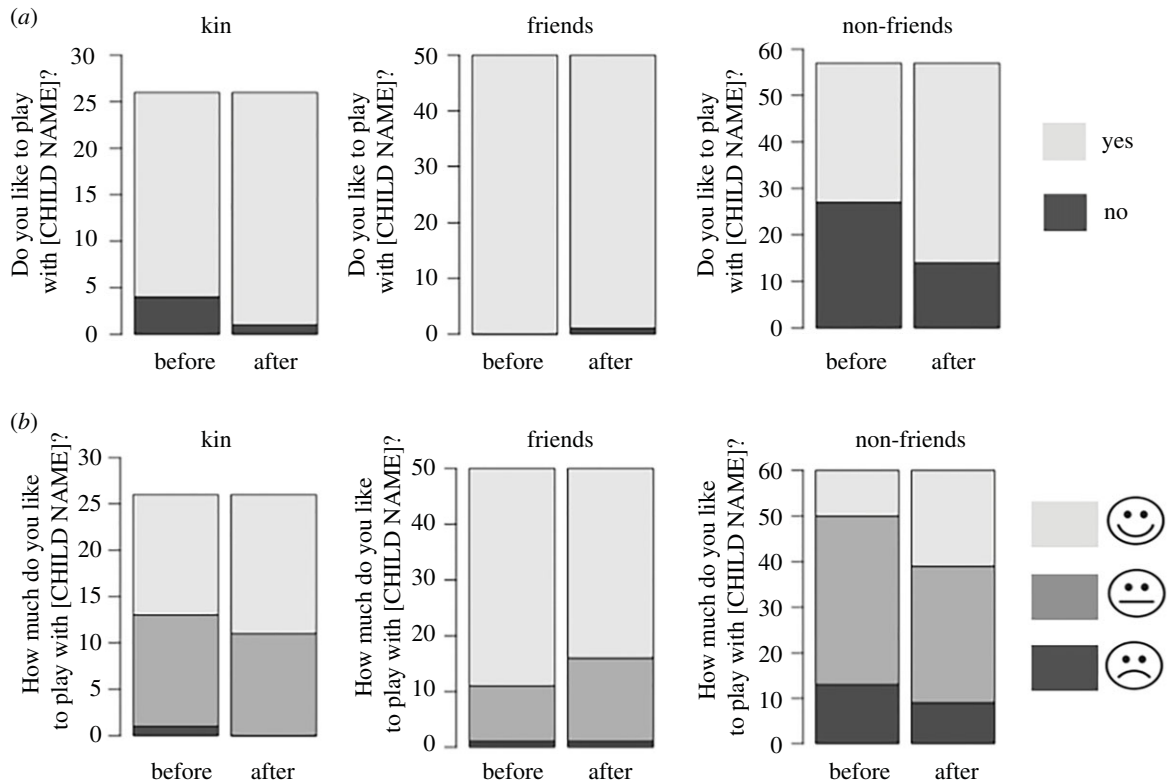 (a)
kin
friends
non-friends
Do you like to play
with [CHILD NAME]?
30
25
20
15
10
5
0
before after
Do you like to play
with [CHILD NAME]?
50
40
30
20
10
0
before after
Do you like to play
with [CHILD NAME]?
60
50
40
30
20
10
0
before after
yes
no
(b)
kin
friends
non-friends
How much do you like
to play with [CHILD NAME]?
30
25
20
15
10
5
0
before after
How much do you like
to play with [CHILD NAME]?
50
40
30
20
10
0
before after
How much do you like
to play with [CHILD NAME]?
60
50
40
30
20
10
0
before after